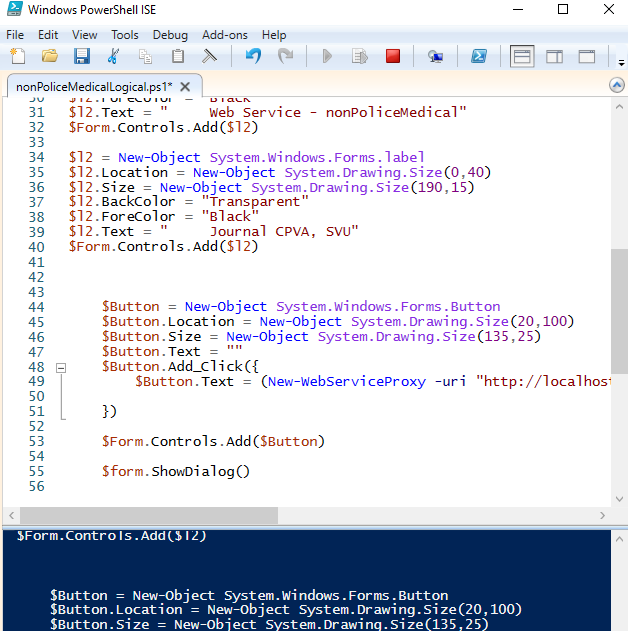 Windows PowerShell ISE
File Edit View Tools Debug Add-ons Help
nonPoliceMedicalLogical.ps1*
30 $l2.ForeColor = "Black"
31 $l2.Text = "     Web Service - nonPoliceMedical"
32 $Form.Controls.Add($l2)
33
34 $l2 = New-Object System.Windows.Forms.label
35 $l2.Location = New-Object System.Drawing.Size(0,40)
36 $l2.Size = New-Object System.Drawing.Size(190,15)
37 $l2.BackColor = "Transparent"
38 $l2.ForeColor = "Black"
39 $l2.Text = "     Journal CPVA, SVU"
40 $Form.Controls.Add($l2)
41
42
43
44     $Button = New-Object System.Windows.Forms.Button
45     $Button.Location = New-Object System.Drawing.Size(20,100)
46     $Button.Size = New-Object System.Drawing.Size(135,25)
47     $Button.Text = ""
48     $Button.Add_Click({
49         $Button.Text = (New-WebServiceProxy -uri "http://localhost
50
51     })
52
53     $Form.Controls.Add($Button)
54
55     $form.ShowDialog()
56
$Form.Controls.Add($l2)
    $Button = New-Object System.Windows.Forms.Button
    $Button.Location = New-Object System.Drawing.Size(20,100)
    $Button.Size = New-Object System.Drawing.Size(135,25)